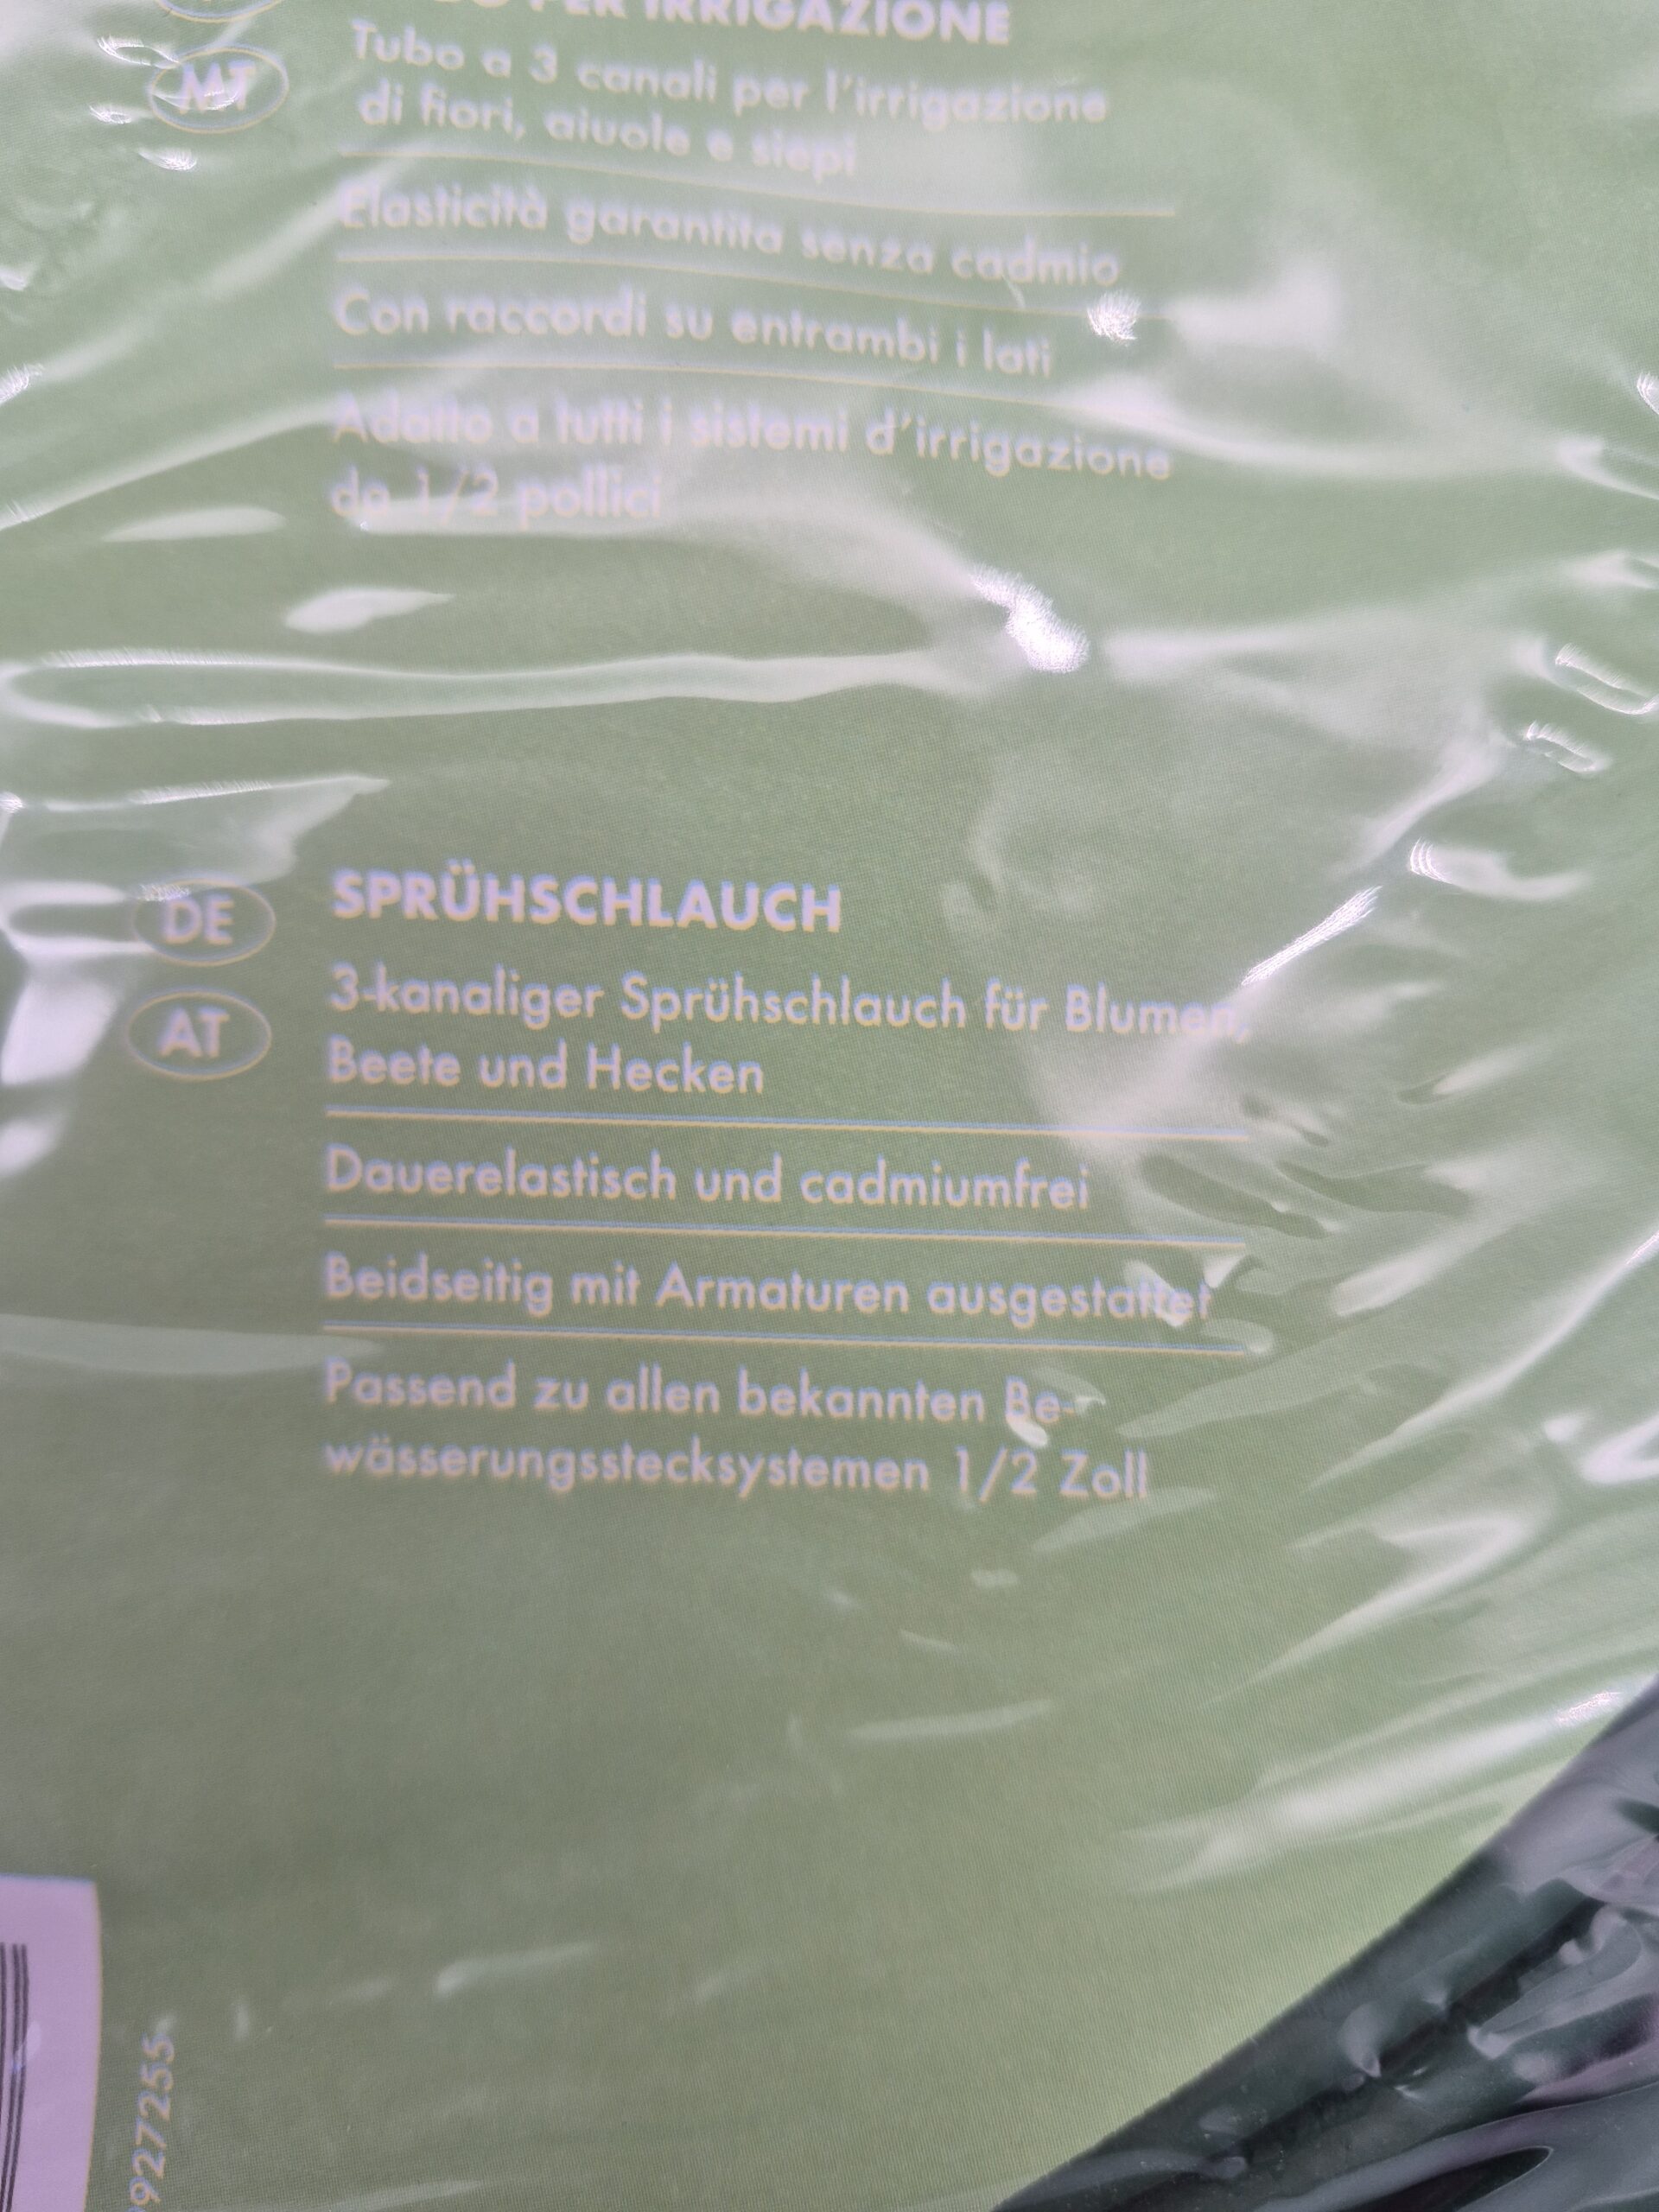 PER IRRIGAZIONE
MT
Tubo a 3 canali per l'irrigazione
di fiori, aiuole e siepi
Elasticità garantita senza cadmio
Con raccordi su entrambi i lati
Adatto a tutti i sistemi d'irrigazione
da 1/2 pollici
DE
SPRÜHSCHLAUCH
AT
3-kanaliger Sprühschlauch für Blumen,
Beete und Hecken
Dauerelastisch und cadmiumfrei
Beidseitig mit Armaturen ausgestattet
Passend zu allen bekannten Be-
wässerungsstecksystemen 1/2 Zoll
927255